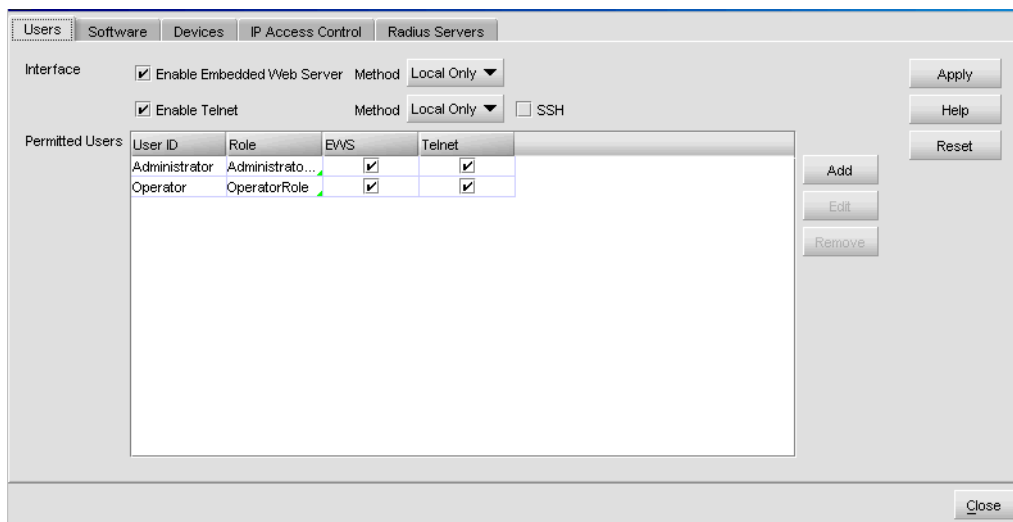 Users Software Devices IP Access Control Radius Servers
Interface Enable Embedded Web Server Method Local Only Apply
Enable Telnet Method Local Only SSH Help
Permitted Users User ID Role EWS Telnet Reset
Administrator Administrato... Add
Operator OperatorRole
Edit
Remove
Close